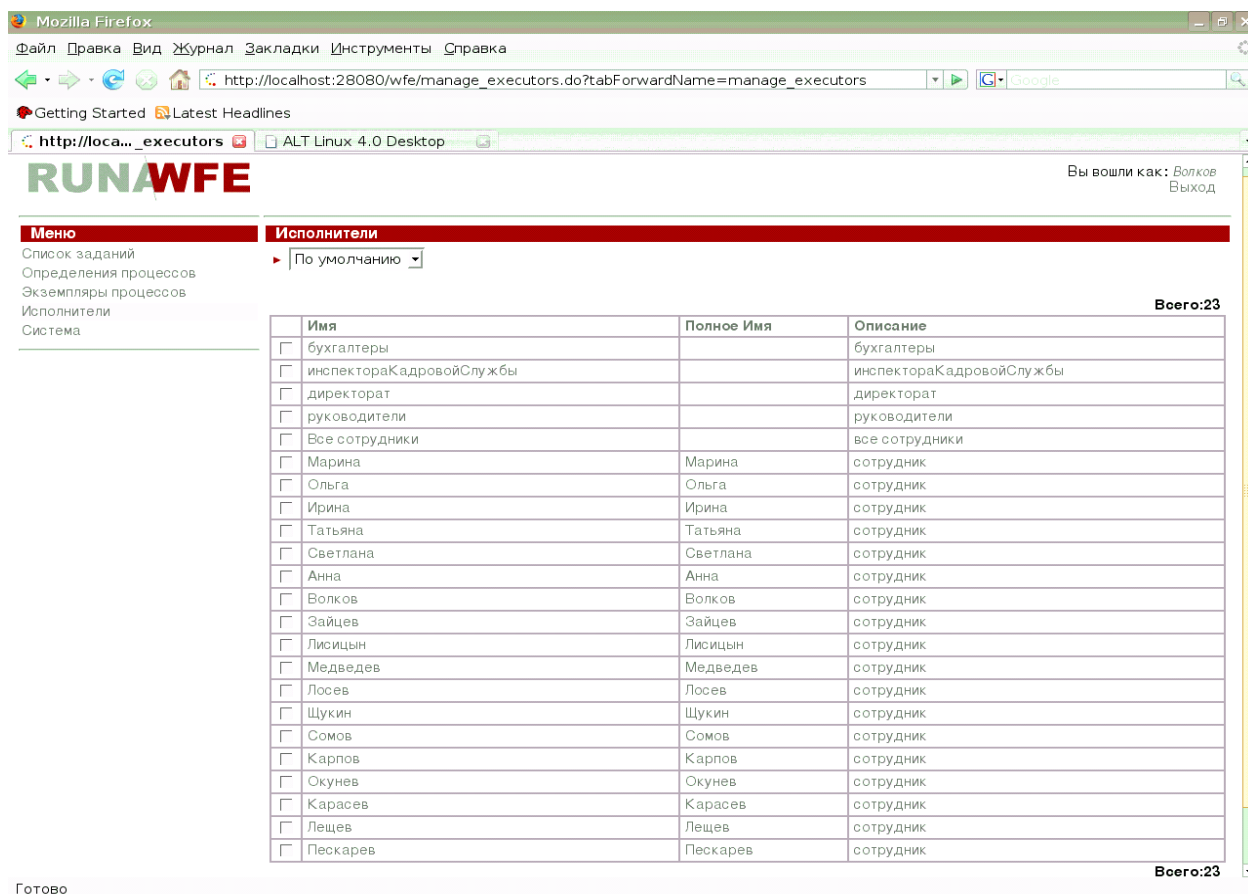 Mozilla Firefox
Файл Правка Вид Журнал Закладки Инструменты Справка
http://localhost:28080/wfe/manage_executors.do?tabForwardName=manage_executors G Google
Getting Started Latest Headlines
http://loca... _executors ALT Linux 4.0 Desktop
RUNAWFE
Вы вошли как: Волков
Выход
Меню
Список заданий
Определения процессов
Экземпляры процессов
Исполнители
Система
Исполнители
По умолчанию
Всего:23
Имя Полное Имя Описание
бухгалтеры бухгалтеры
инспектораКадровойСлужбы инспектораКадровойСлужбы
директорат директорат
руководители руководители
Все сотрудники все сотрудники
Марина Марина сотрудник
Ольга Ольга сотрудник
Ирина Ирина сотрудник
Татьяна Татьяна сотрудник
Светлана Светлана сотрудник
Анна Анна сотрудник
Волков Волков сотрудник
Зайцев Зайцев сотрудник
Лисицын Лисицын сотрудник
Медведев Медведев сотрудник
Лосев Лосев сотрудник
Щукин Щукин сотрудник
Сомов Сомов сотрудник
Карпов Карпов сотрудник
Окунев Окунев сотрудник
Карасев Карасев сотрудник
Лещев Лещев сотрудник
Пескарев Пескарев сотрудник
Всего:23
Готово